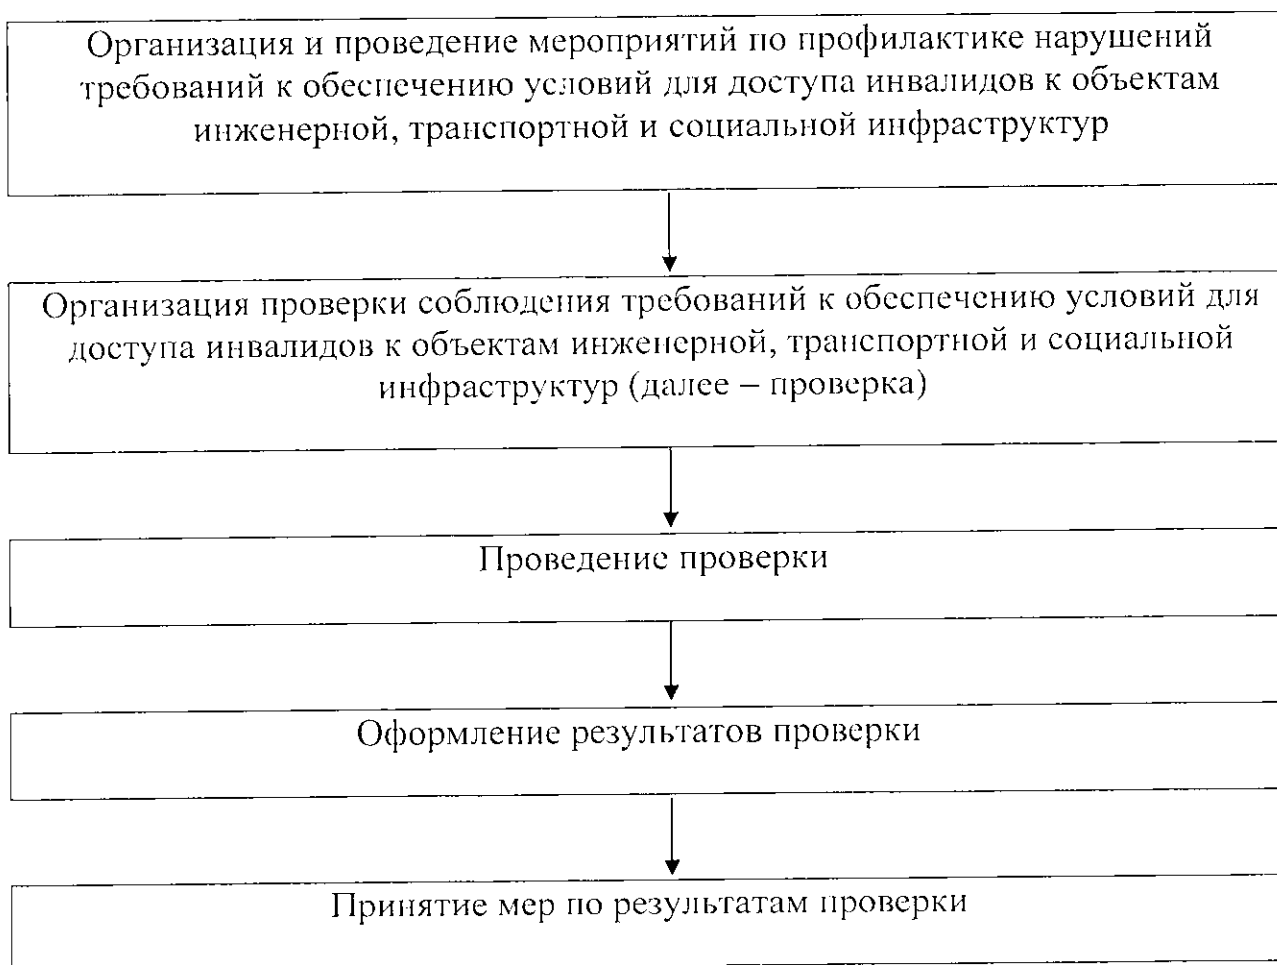 Организация и проведение мероприятий по профилактике нарушений
требований к обеспечению условий для доступа инвалидов к объектам
инженерной, транспортной и социальной инфраструктур
Организация проверки соблюдения требований к обеспечению условий для
доступа инвалидов к объектам инженерной, транспортной и социальной
инфраструктур (далее – проверка)
Проведение проверки
Оформление результатов проверки
Принятие мер по результатам проверки